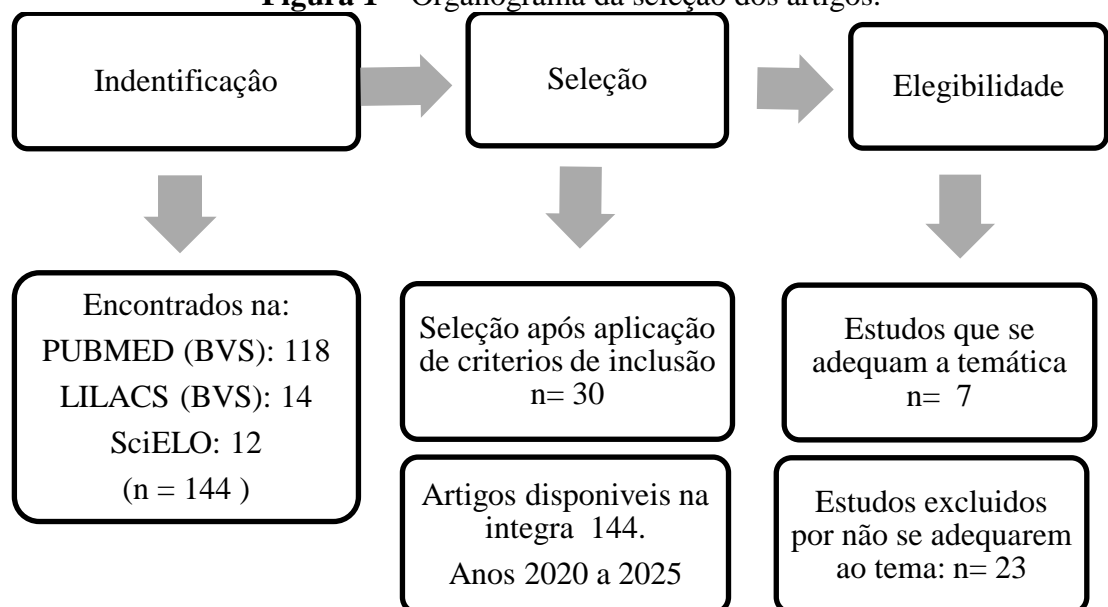 Figura 1 – Organograma da seleção dos artigos.
Indentificaçâo
Seleção
Elegibilidade
Encontrados na:
PUBMED (BVS): 118
LILACS (BVS): 14
SciELO: 12
(n = 144 )
Seleção após aplicação
de criterios de inclusão
n= 30
Artigos disponiveis na
integra 144.
Anos 2020 a 2025
Estudos que se
adequam a temática
n= 7
Estudos excluidos
por não se adequarem
ao tema: n= 23